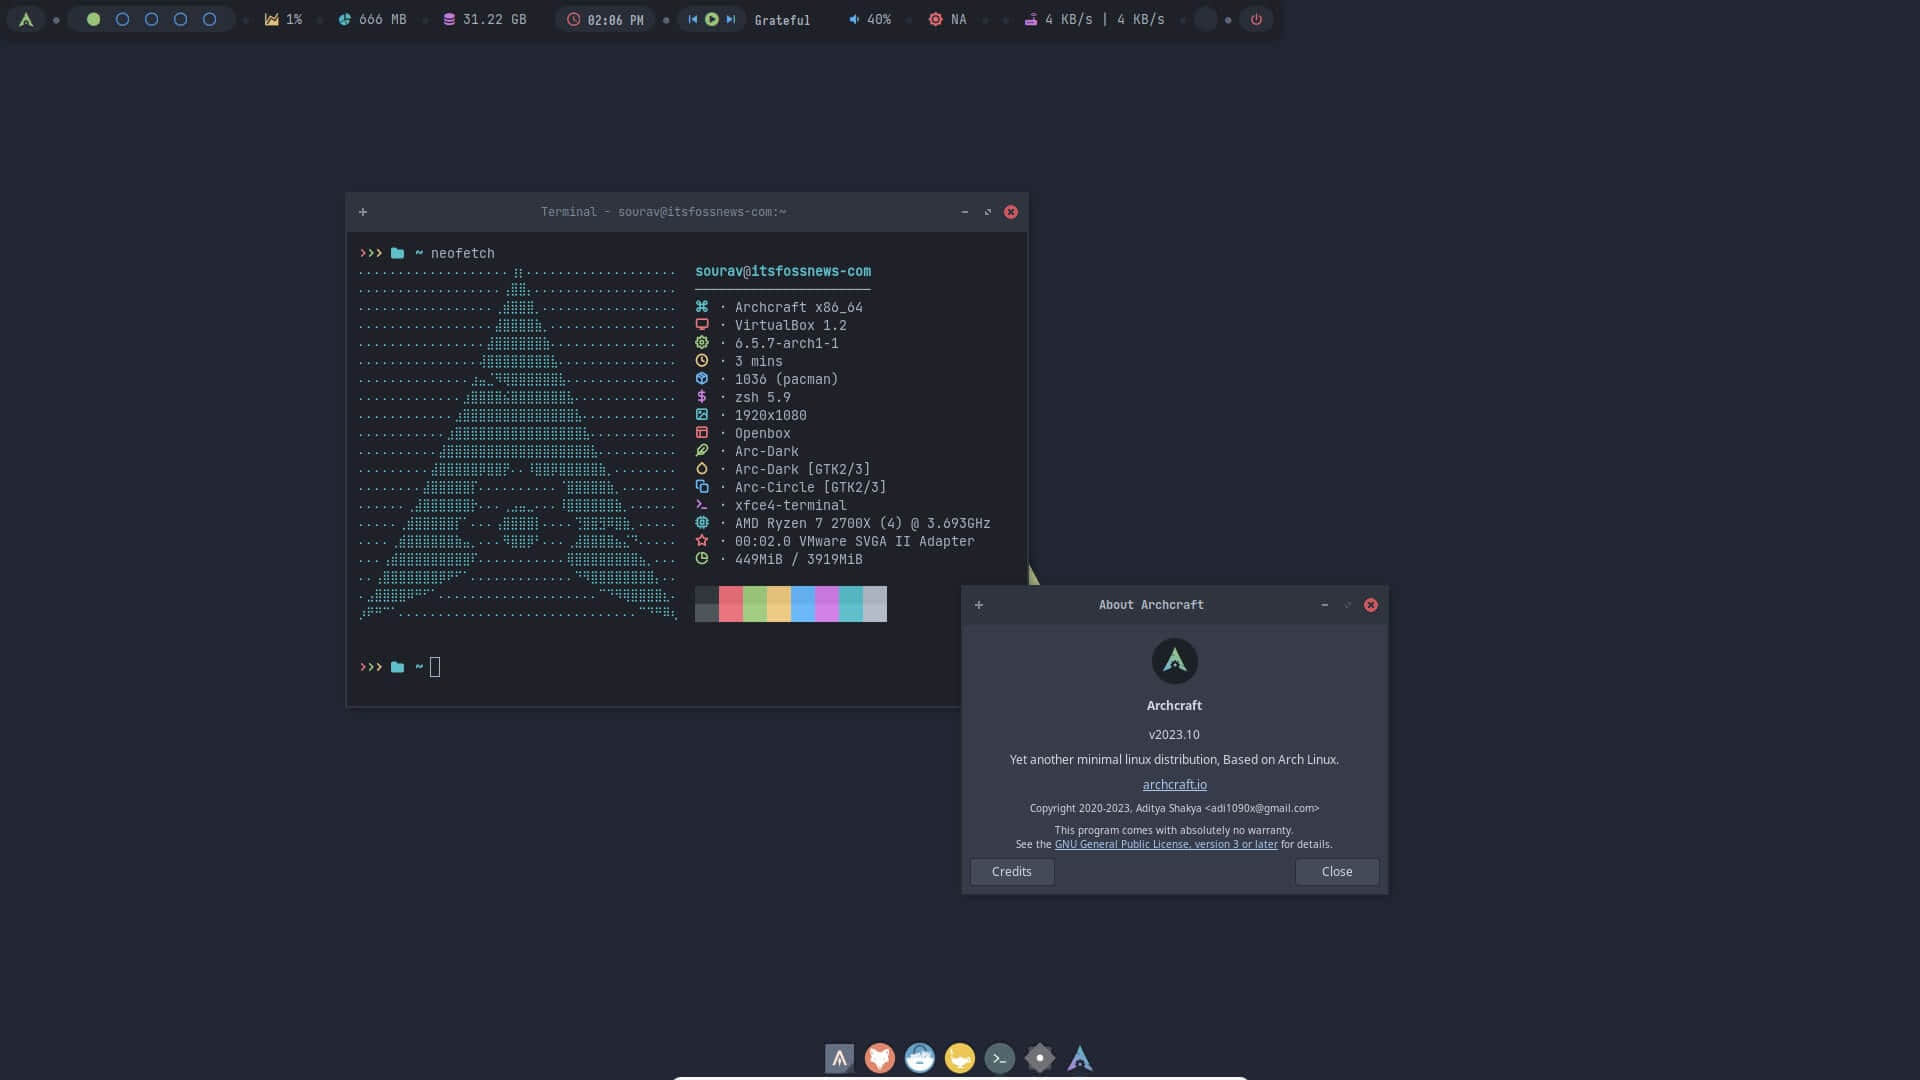 1% 666 MB 31.22 GB 02:06 PM Grateful 40% NA 4 KB/s | 4 KB/s
Terminal - sourav@itsfossnews-com:~
~ neofetch
sourav@itsfossnews-com
· Archcraft x86_64
· VirtualBox 1.2
· 6.5.7-arch1-1
· 3 mins
· 1036 (pacman)
· zsh 5.9
· 1920x1080
· Openbox
· Arc-Dark
· Arc-Dark [GTK2/3]
· Arc-Circle [GTK2/3]
· xfce4-terminal
· AMD Ryzen 7 2700X (4) @ 3.693GHz
· 00:02.0 VMware SVGA II Adapter
· 449MiB / 3919MiB
~
About Archcraft
Archcraft
v2023.10
Yet another minimal linux distribution, Based on Arch Linux.
archcraft.io
Copyright 2020-2023, Aditya Shakya <adi1090x@gmail.com>
This program comes with absolutely no warranty.
See the GNU General Public License, version 3 or later for details.
Credits Close